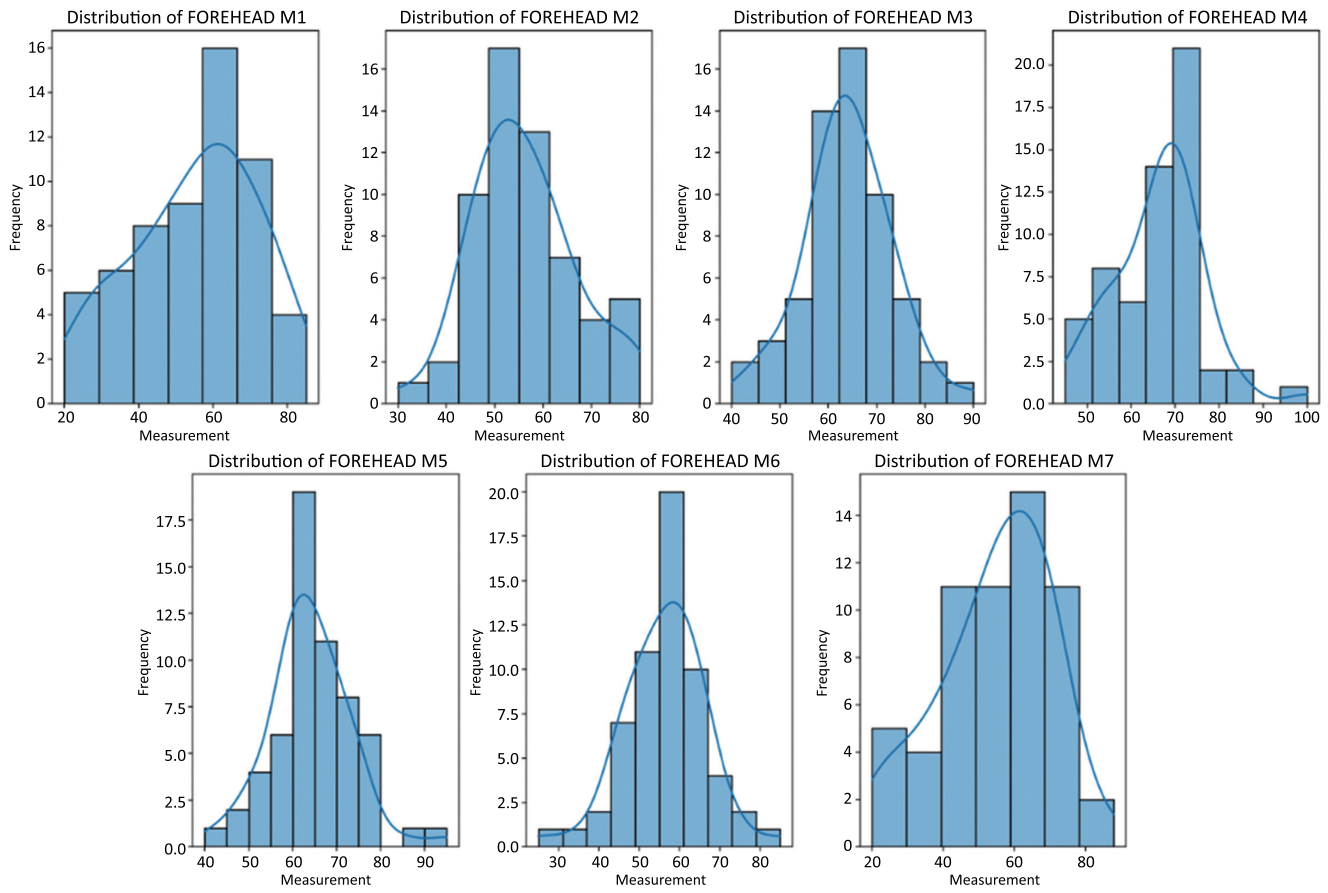 Distribution of FOREHEAD M1
Frequency
16
14
12
10
8
6
4
2
0
20 40 60 80
Measurement
Distribution of FOREHEAD M2
Frequency
16
14
12
10
8
6
4
2
0
30 40 50 60 70 80
Measurement
Distribution of FOREHEAD M3
Frequency
16
14
12
10
8
6
4
2
0
40 50 60 70 80 90
Measurement
Distribution of FOREHEAD M4
Frequency
20.0
17.5
15.0
12.5
10.0
7.5
5.0
2.5
0.0
50 60 70 80 90 100
Measurement
Distribution of FOREHEAD M5
Frequency
17.5
15.0
12.5
10.0
7.5
5.0
2.5
0.0
40 50 60 70 80 90
Measurement
Distribution of FOREHEAD M6
Frequency
20.0
17.5
15.0
12.5
10.0
7.5
5.0
2.5
0.0
30 40 50 60 70 80
Measurement
Distribution of FOREHEAD M7
Frequency
14
12
10
8
6
4
2
0
20 40 60 80
Measurement